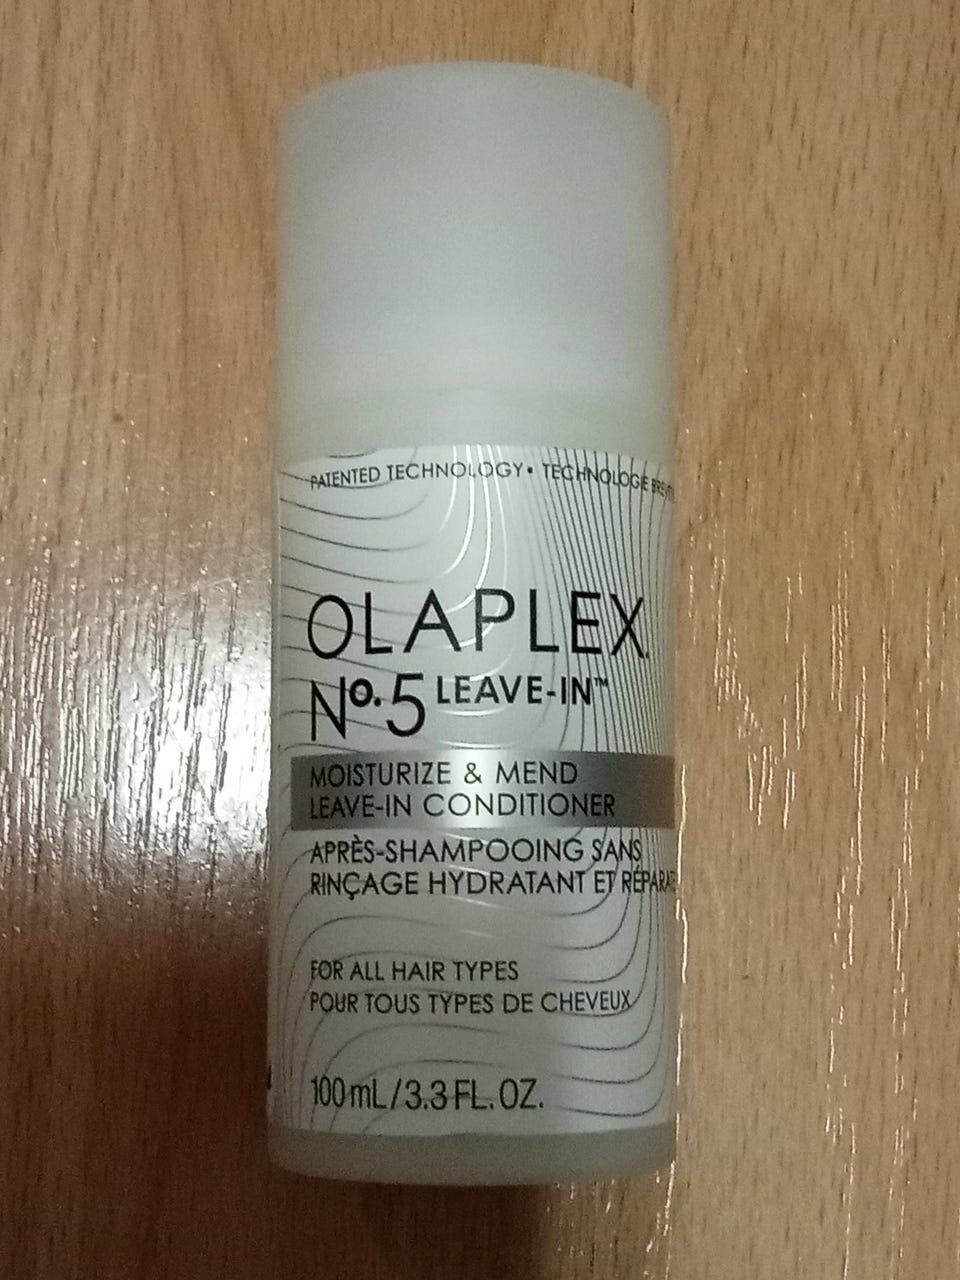 PATENTED TECHNOLOGY • TECHNOLOGIE
OLAPLEX
Nº.5 LEAVE-IN™
MOISTURIZE & MEND
LEAVE-IN CONDITIONER
APRÈS-SHAMPOOING SANS
RINÇAGE HYDRATANT ET
FOR ALL HAIR TYPES
POUR TOUS TYPES DE CHEVEUX
100 mL / 3.3 FL. OZ.